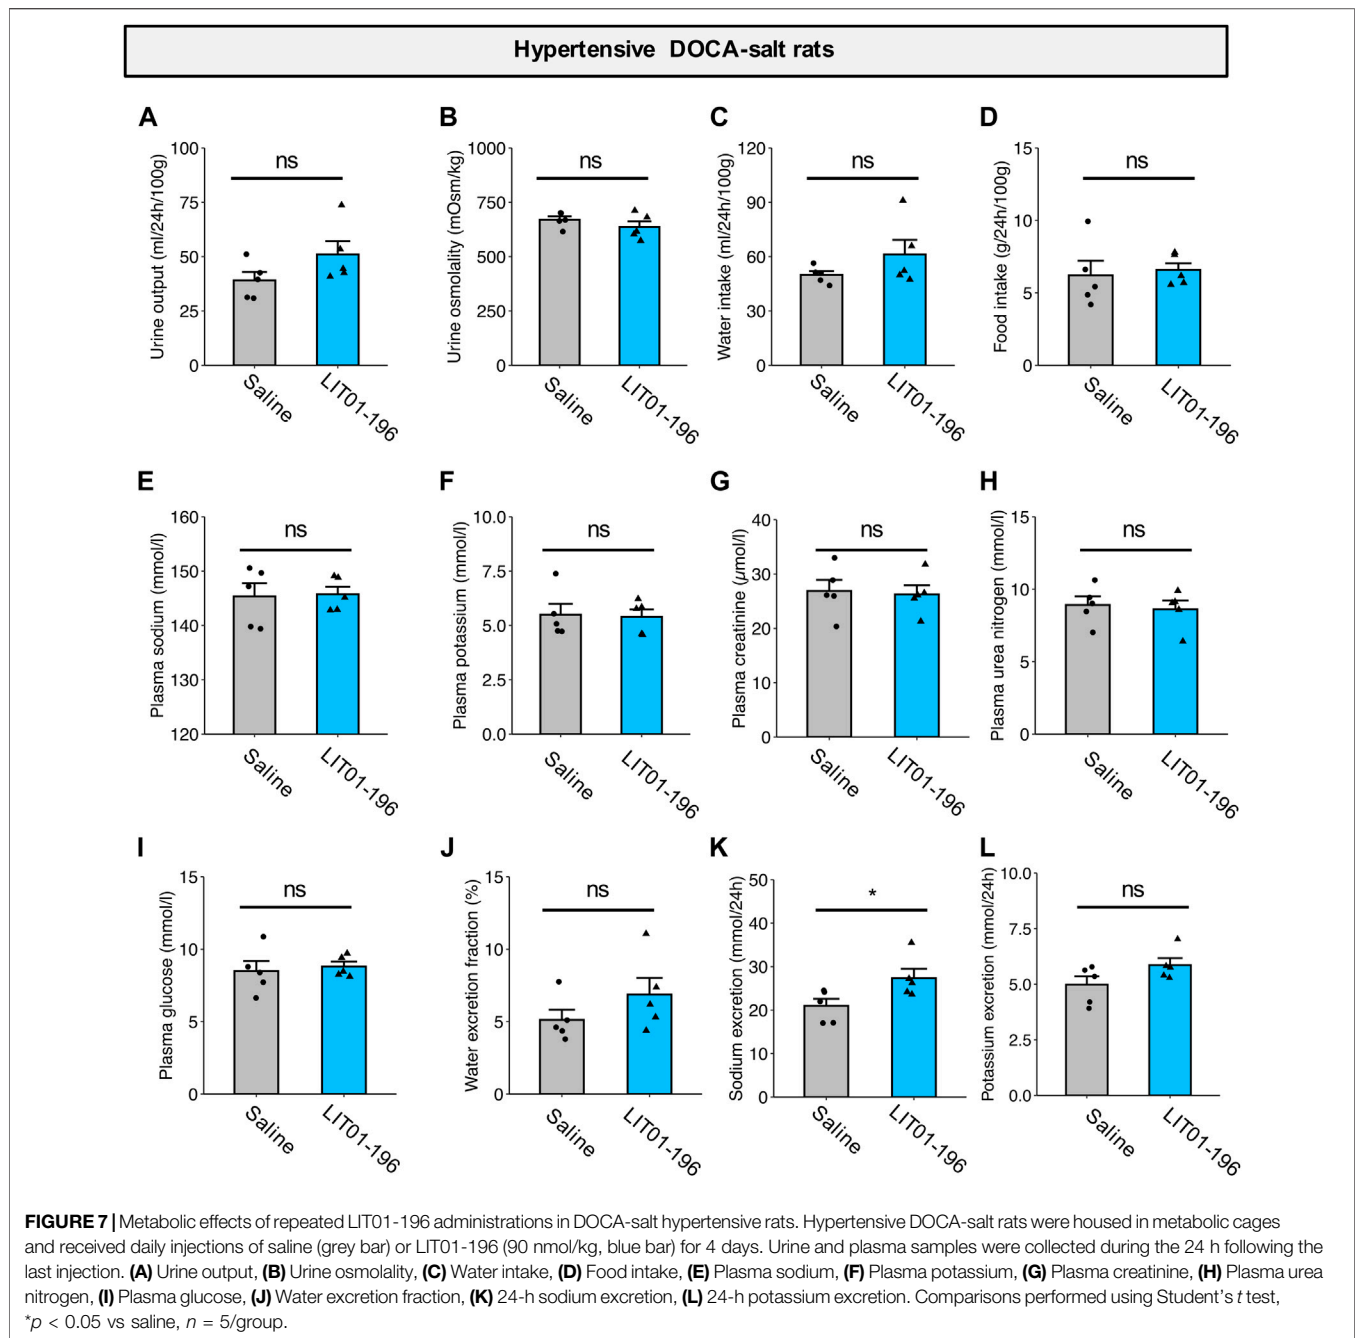 Hypertensive DOCA-salt rats
A
Urine output (ml/24h/100g)
100
75
50
25
0
ns
Saline
LIT01-196
B
Urine osmolality (mOsm/kg)
1000
750
500
250
0
ns
Saline
LIT01-196
C
Water intake (ml/24h/100g)
120
90
60
30
0
ns
Saline
LIT01-196
D
Food intake (g/24h/100g)
15
10
5
0
ns
Saline
LIT01-196
E
Plasma sodium (mmol/l)
160
150
140
130
120
ns
Saline
LIT01-196
F
Plasma potassium (mmol/l)
10.0
7.5
5.0
2.5
0.0
ns
Saline
LIT01-196
G
Plasma creatinine (µmol/l)
40
30
20
10
0
ns
Saline
LIT01-196
H
Plasma urea nitrogen (mmol/l)
15
10
5
0
ns
Saline
LIT01-196
I
Plasma glucose (mmol/l)
15
10
5
0
ns
Saline
LIT01-196
J
Water excretion fraction (%)
15
10
5
0
ns
Saline
LIT01-196
K
Sodium excretion (mmol/24h)
50
40
30
20
10
0
*
Saline
LIT01-196
L
Potassium excretion (mmol/24h)
10.0
7.5
5.0
2.5
0.0
ns
Saline
LIT01-196
FIGURE 7 | Metabolic effects of repeated LIT01-196 administrations in DOCA-salt hypertensive rats. Hypertensive DOCA-salt rats were housed in metabolic cages
and received daily injections of saline (grey bar) or LIT01-196 (90 nmol/kg, blue bar) for 4 days. Urine and plasma samples were collected during the 24 h following the
last injection. (A) Urine output, (B) Urine osmolality, (C) Water intake, (D) Food intake, (E) Plasma sodium, (F) Plasma potassium, (G) Plasma creatinine, (H) Plasma urea
nitrogen, (I) Plasma glucose, (J) Water excretion fraction, (K) 24-h sodium excretion, (L) 24-h potassium excretion. Comparisons performed using Student's t test,
*p < 0.05 vs saline, n = 5/group.